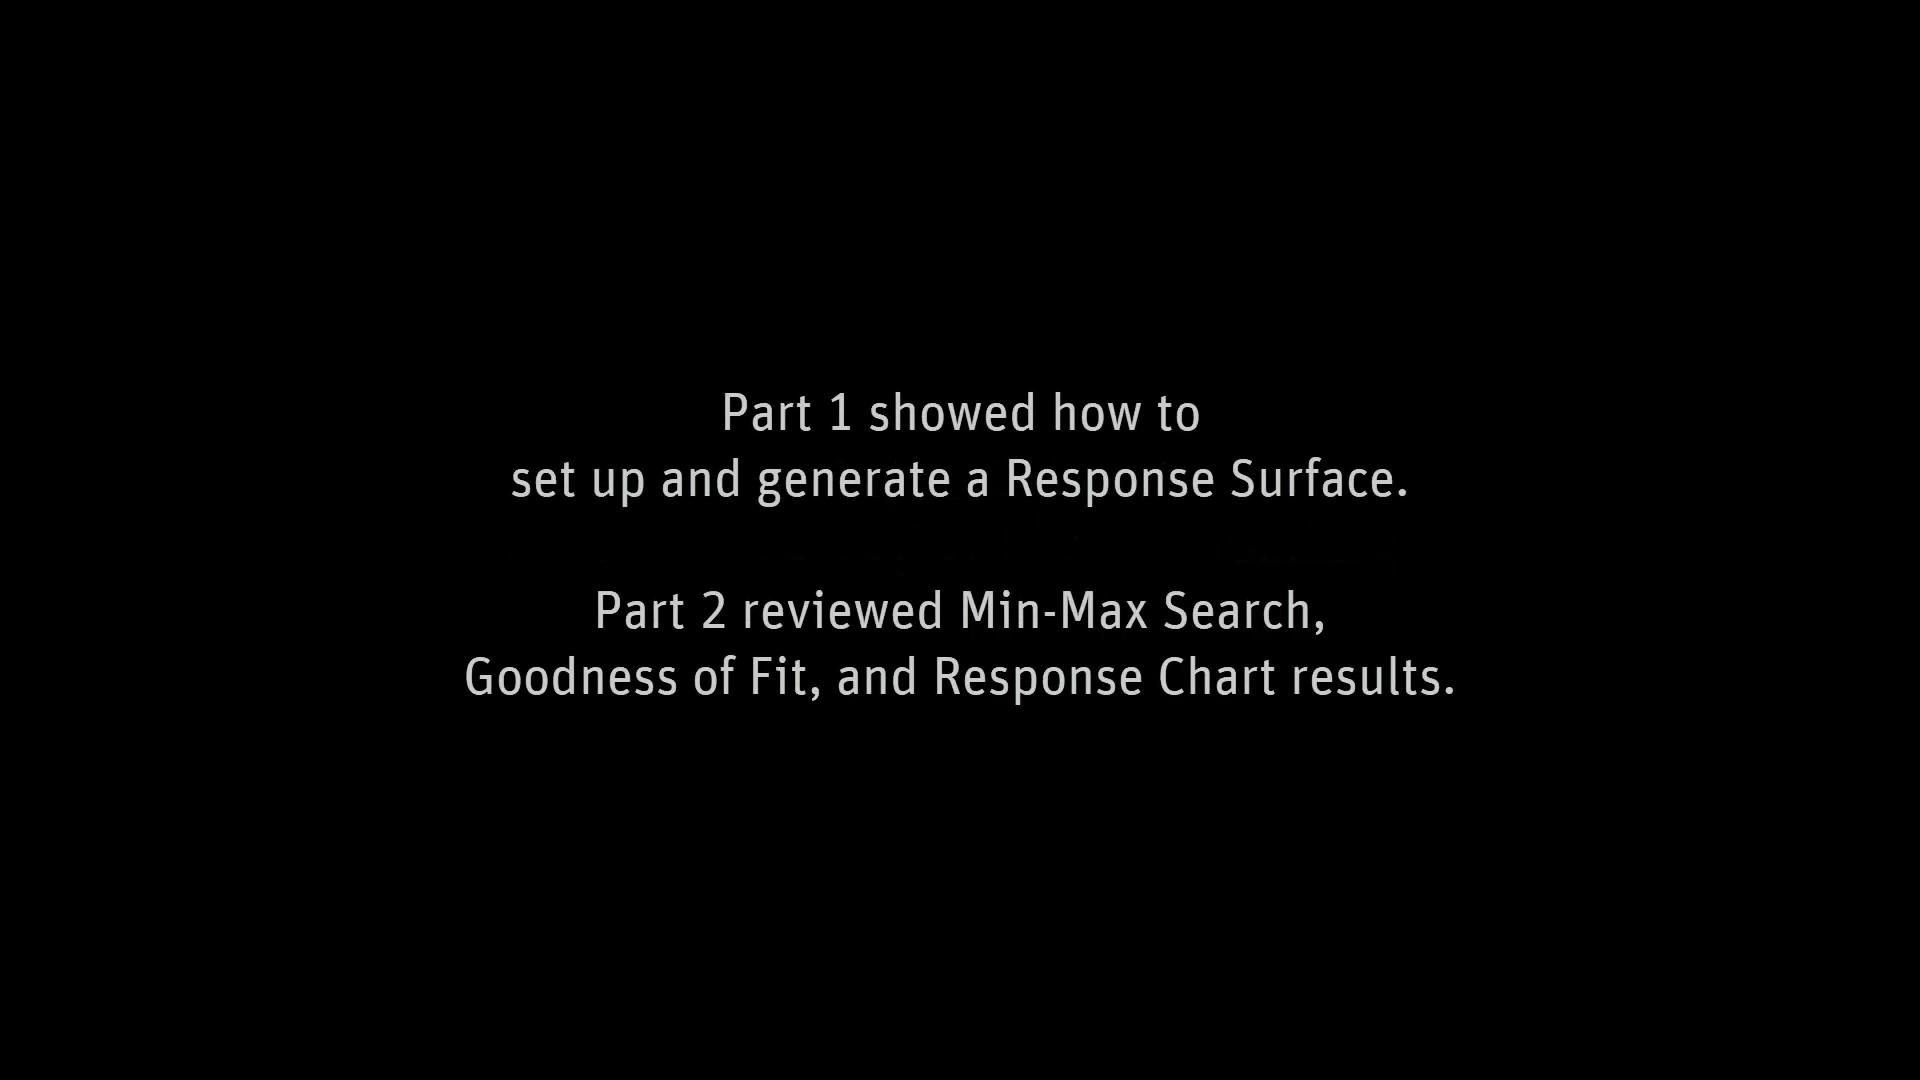 Part 1 showed how to
set up and generate a Response Surface.
Part 2 reviewed Min-Max Search,
Goodness of Fit, and Response Chart results.